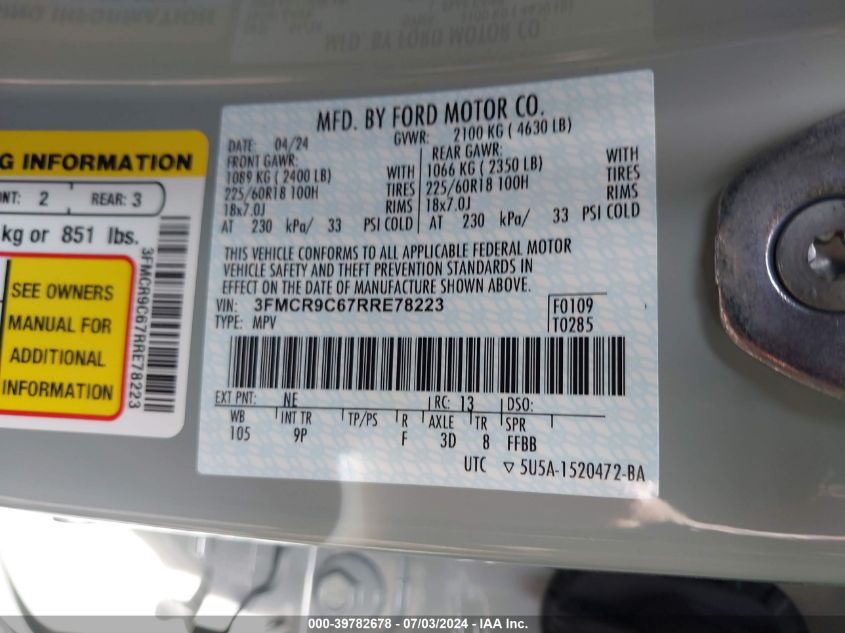 MFD. BY FORD MOTOR CO.
DATE: 04/24 GVWR: 2100 KG ( 4630 LB)
FRONT GAWR: REAR GAWR:
1089 KG ( 2400 LB) WITH 1066 KG ( 2350 LB) WITH
225/60R18 100H TIRES 225/60R18 100H TIRES
18x7.0J RIMS 18x7.0J RIMS
AT 230 kPa/ 33 PSI COLD AT 230 kPa/ 33 PSI COLD
THIS VEHICLE CONFORMS TO ALL APPLICABLE FEDERAL MOTOR
VEHICLE SAFETY AND THEFT PREVENTION STANDARDS IN
EFFECT ON THE DATE OF MANUFACTURE SHOWN ABOVE.
VIN: 3FMCR9C67RRE78223 F0109
TYPE: MPV T0285
EXT PNT: NE RC: 13 DSO:
WB INT TR TP/PS R AXLE TR SPR
105 9P F 3D 8 FFBB
UTC ▽ 5U5A-1520472-BA
G INFORMATION
NT: 2 REAR: 3
kg or 851 lbs.
SEE OWNERS
MANUAL FOR
ADDITIONAL
INFORMATION
3FMCR9C67RRE78223
MFD. BY FORD MOTOR CO.
000-39782678 - 07/03/2024 - IAA Inc.